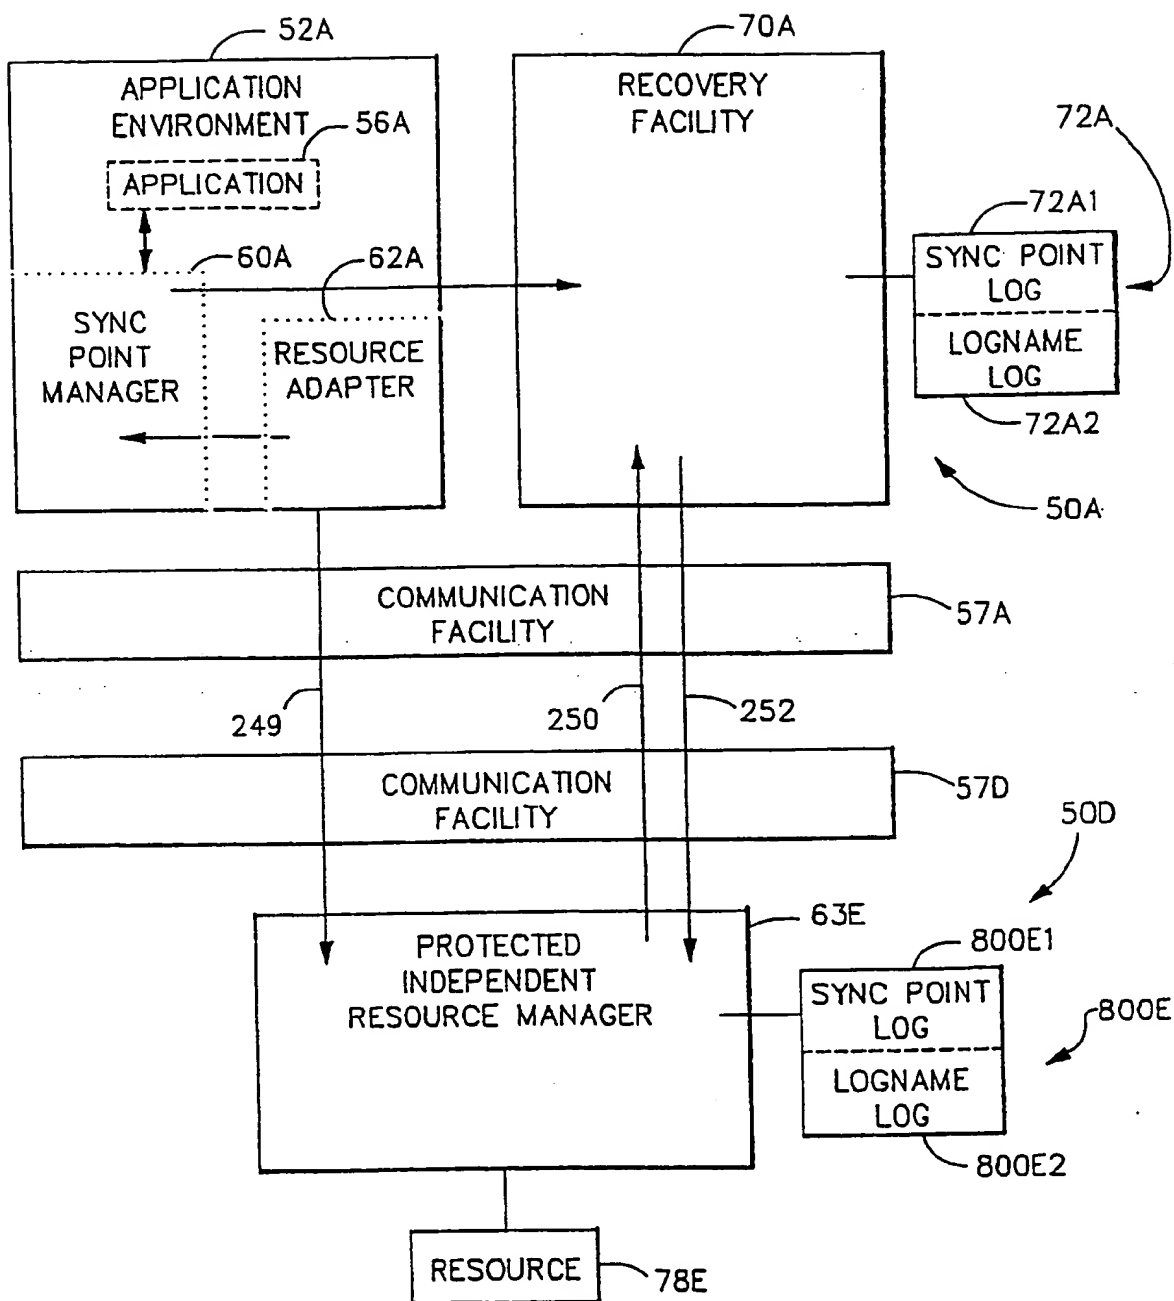 52A
70A
APPLICATION
ENVIRONMENT
56A
APPLICATION
60A
62A
SYNC
POINT
MANAGER
RESOURCE
ADAPTER
RECOVERY
FACILITY
72A
72A1
SYNC POINT
LOG
LOGNAME
LOG
72A2
50A
COMMUNICATION
FACILITY
57A
249
250
252
COMMUNICATION
FACILITY
57D
50D
63E
PROTECTED
INDEPENDENT
RESOURCE MANAGER
800E1
SYNC POINT
LOG
800E
LOGNAME
LOG
800E2
RESOURCE
78E